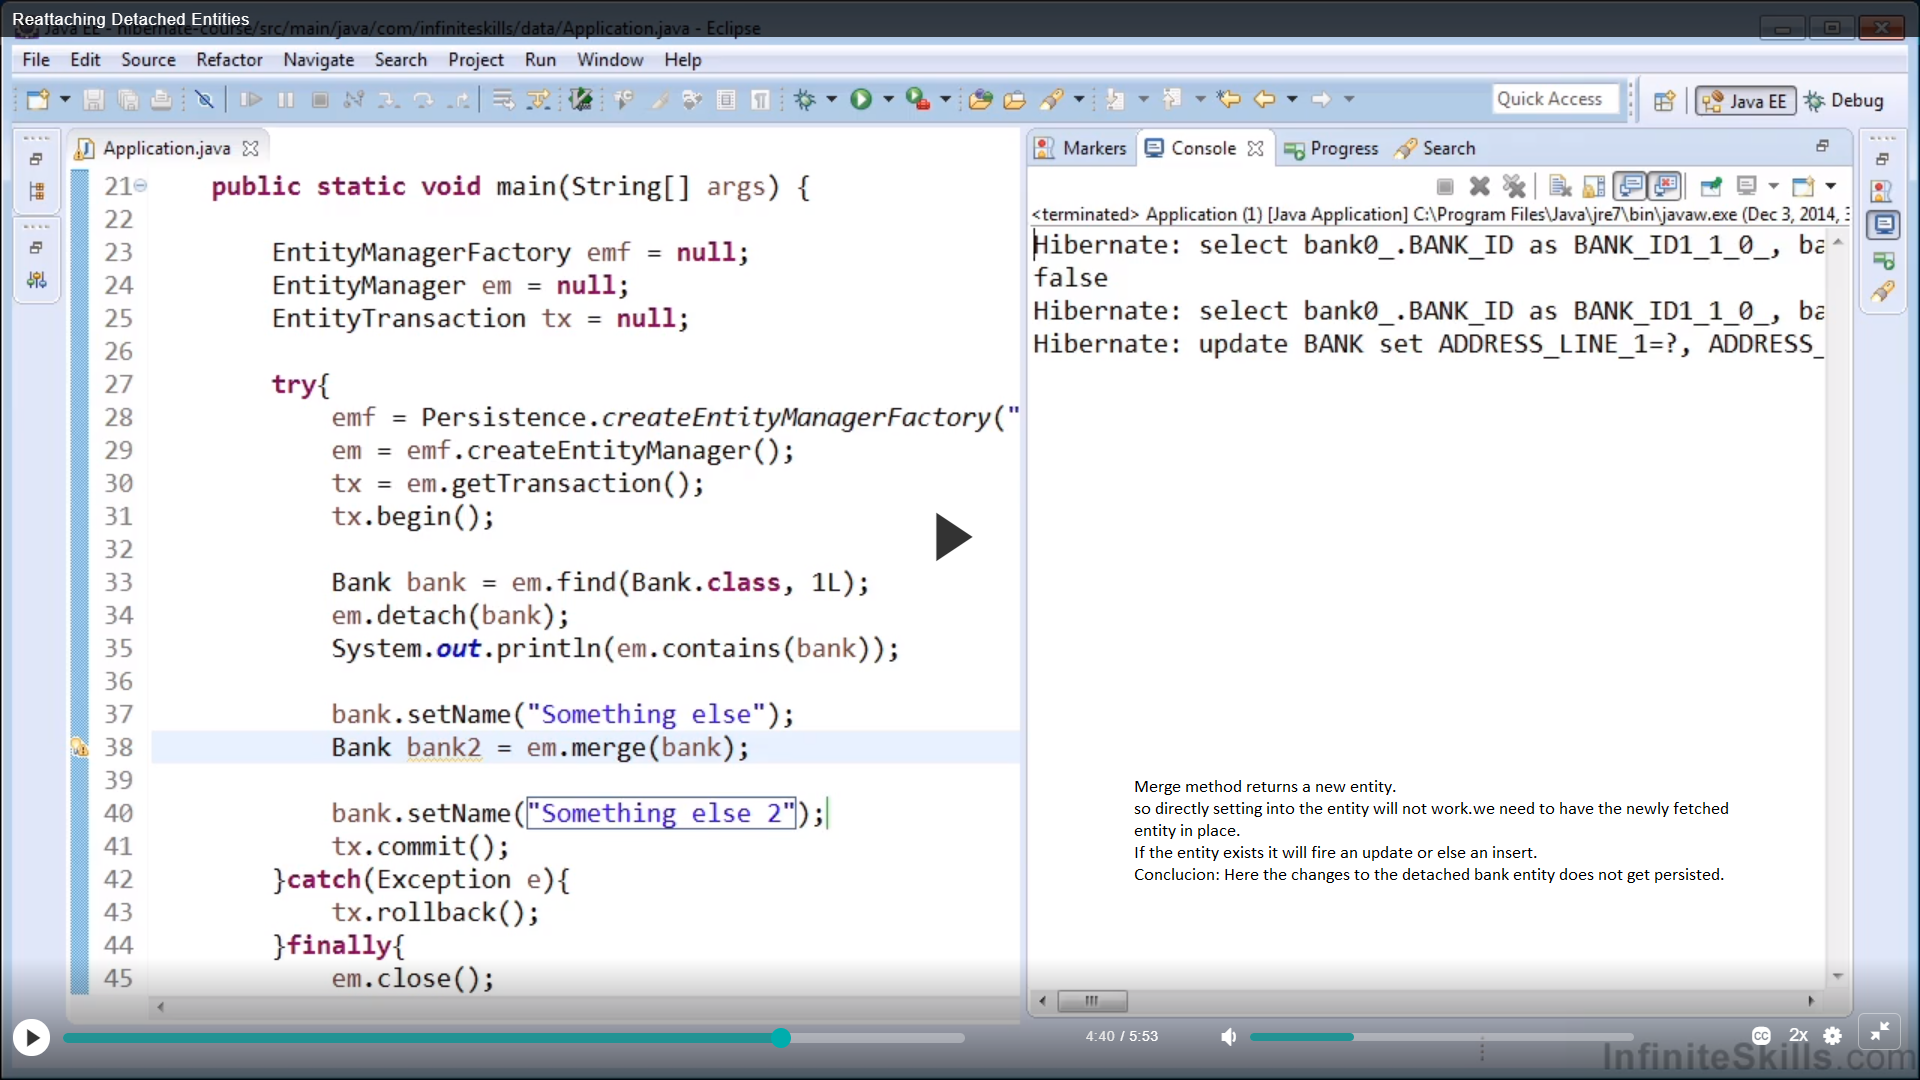 Reattaching Detached Entities
Java EE - hibernate-course/src/main/java/com/infiniteskills/data/Application.java - Eclipse
File Edit Source Refactor Navigate Search Project Run Window Help
Quick Access
Java EE
Debug
Application.java
21 public static void main(String[] args) {
22
23 EntityManagerFactory emf = null;
24 EntityManager em = null;
25 EntityTransaction tx = null;
26
27 try{
28 emf = Persistence.createEntityManagerFactory("
29 em = emf.createEntityManager();
30 tx = em.getTransaction();
31 tx.begin();
32
33 Bank bank = em.find(Bank.class, 1L);
34 em.detach(bank);
35 System.out.println(em.contains(bank));
36
37 bank.setName("Something else");
38 Bank bank2 = em.merge(bank);
39
40 bank.setName("Something else 2");
41 tx.commit();
42 }catch(Exception e){
43 tx.rollback();
44 }finally{
45 em.close();
Markers Console Progress Search
<terminated> Application (1) [Java Application] C:\Program Files\Java\jre7\bin\javaw.exe (Dec 3, 2014, 3
Hibernate: select bank0_.BANK_ID as BANK_ID1_1_0_, ba
false
Hibernate: select bank0_.BANK_ID as BANK_ID1_1_0_, ba
Hibernate: update BANK set ADDRESS_LINE_1=?, ADDRESS_
Merge method returns a new entity.
so directly setting into the entity will not work.we need to have the newly fetched
entity in place.
If the entity exists it will fire an update or else an insert.
Conclucion: Here the changes to the detached bank entity does not get persisted.
4:40 / 5:53
CC
2x
InfiniteSkills.com